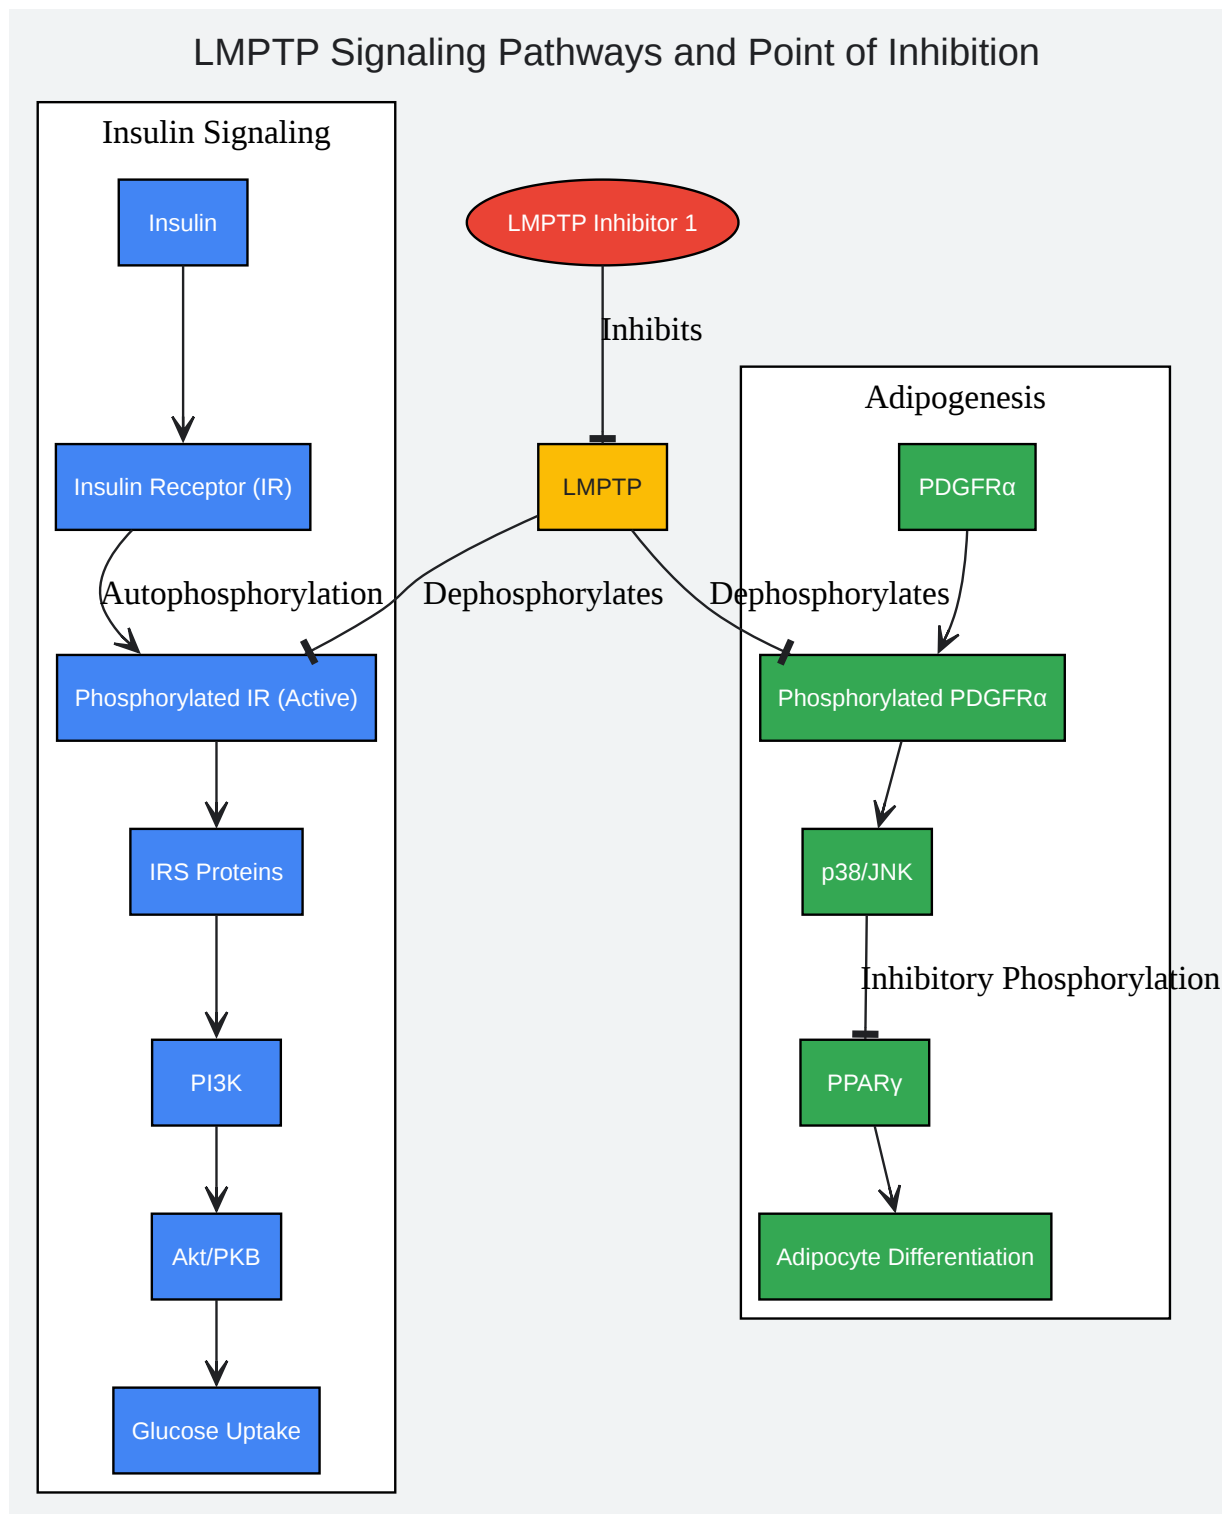 LMPTP Signaling Pathways and Point of Inhibition
Insulin Signaling
Insulin
LMPTP Inhibitor 1
Inhibits
Adipogenesis
Insulin Receptor (IR)
LMPTP
PDGFRα
Autophosphorylation
Dephosphorylates
Dephosphorylates
Phosphorylated IR (Active)
Phosphorylated PDGFRα
IRS Proteins
p38/JNK
Inhibitory Phosphorylation
PI3K
PPARγ
Akt/PKB
Adipocyte Differentiation
Glucose Uptake